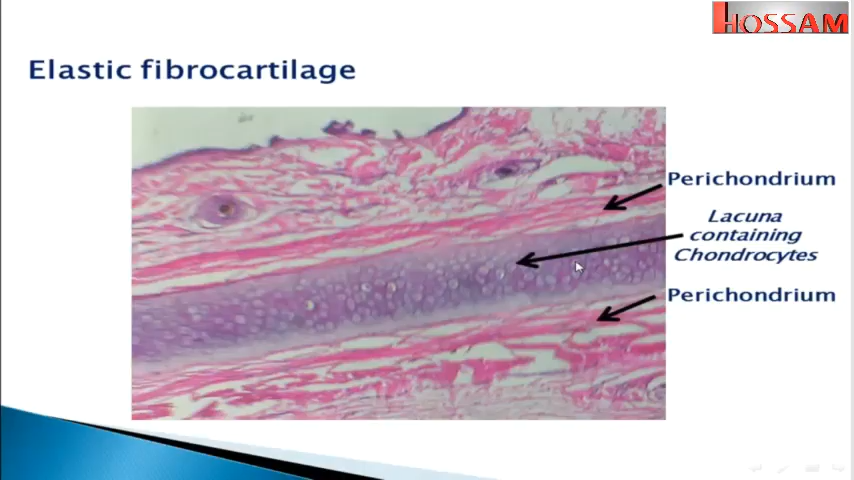 HOSSAM
Elastic fibrocartilage
Perichondrium
Lacuna
containing
Chondrocytes
Perichondrium